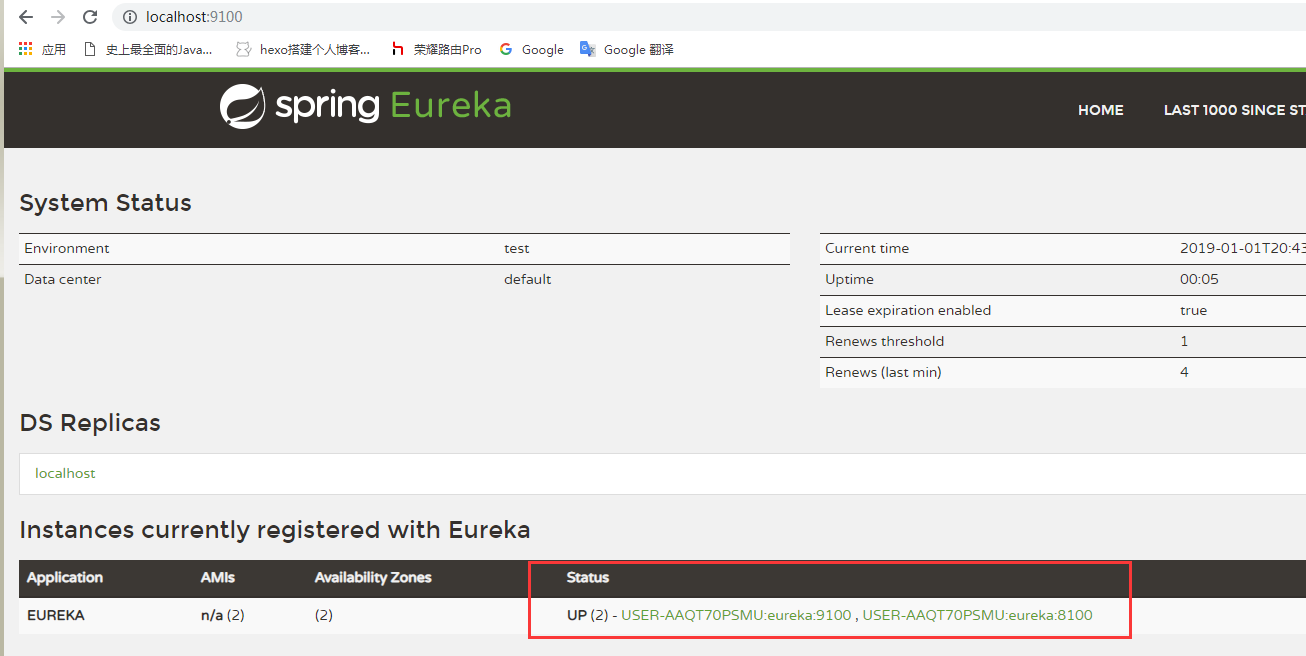 localhost:9100
应用 史上最全面的Java... hexo搭建个人博客... 荣耀路由Pro Google Google 翻译
spring Eureka
HOME LAST 1000 SINCE ST
System Status
Environment test
Data center default
Current time 2019-01-01T20:43
Uptime 00:05
Lease expiration enabled true
Renews threshold 1
Renews (last min) 4
DS Replicas
localhost
Instances currently registered with Eureka
Application AMIs Availability Zones Status
EUREKA n/a (2) (2) UP (2) - USER-AAQT70PSMU:eureka:9100 , USER-AAQT70PSMU:eureka:8100